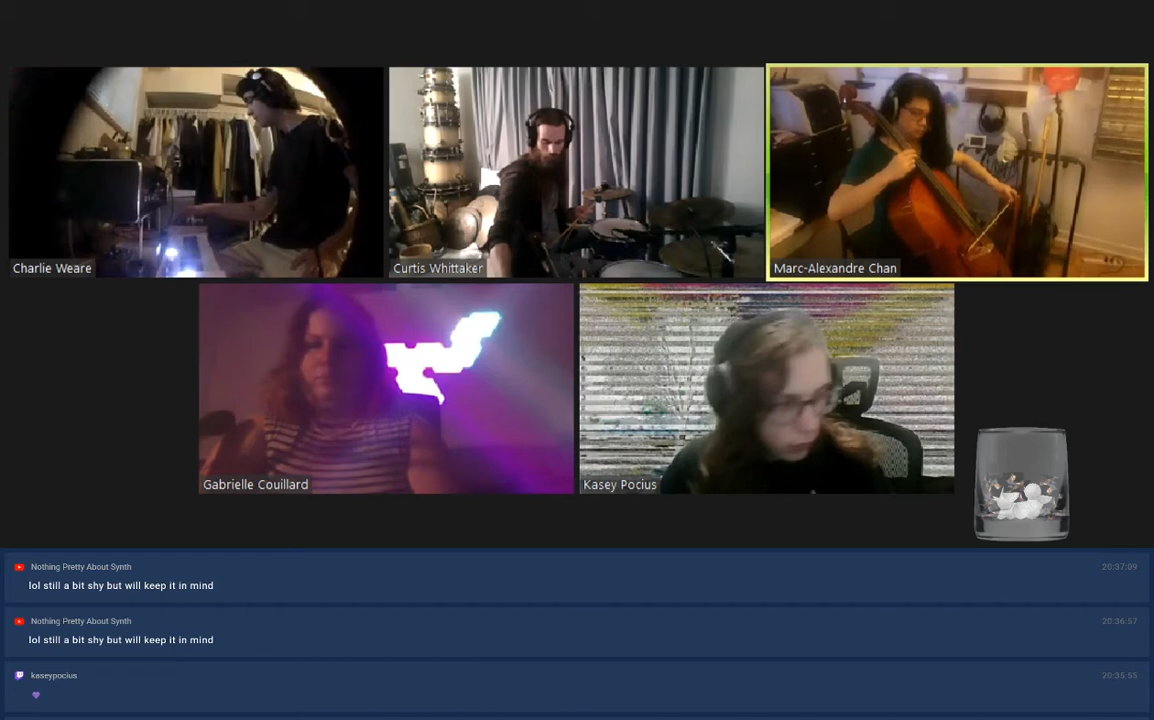 Charlie Weare
Curtis Whittaker
Marc-Alexandre Chan
Gabrielle Couillard
Kasey Pocius
Nothing Pretty About Synth
20:37:09
lol still a bit shy but will keep it in mind
Nothing Pretty About Synth
20:36:57
lol still a bit shy but will keep it in mind
kaseypocius
20:35:55
💜